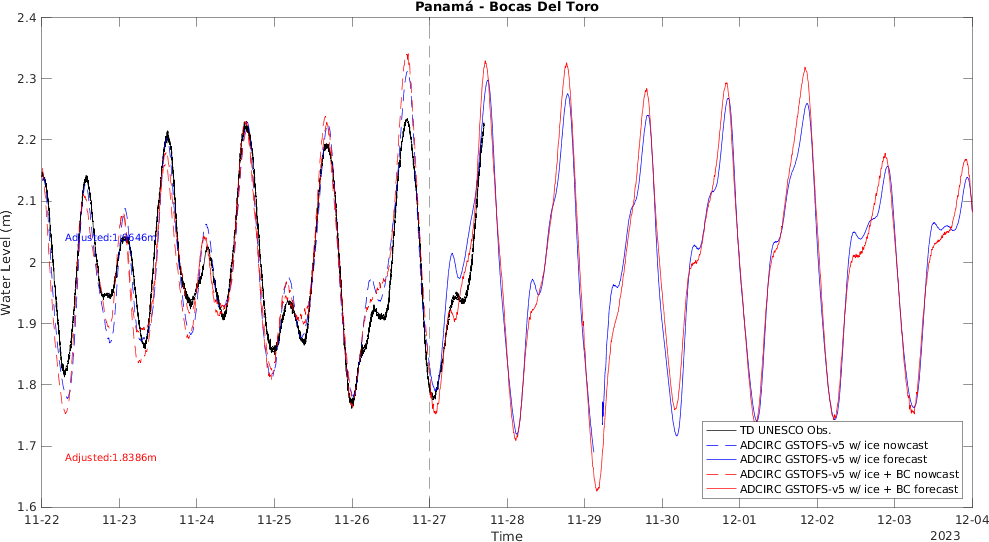 Panamá - Bocas Del Toro
Water Level (m)
2.4
2.3
2.2
2.1
2
1.9
1.8
1.7
1.6
Adjusted:1.8646m
Adjusted:1.8386m
TD UNESCO Obs.
ADCIRC GSTOFS-v5 w/ ice nowcast
ADCIRC GSTOFS-v5 w/ ice forecast
ADCIRC GSTOFS-v5 w/ ice + BC nowcast
ADCIRC GSTOFS-v5 w/ ice + BC forecast
11-22 11-23 11-24 11-25 11-26 11-27 11-28 11-29 11-30 12-01 12-02 12-03 12-04
Time
2023